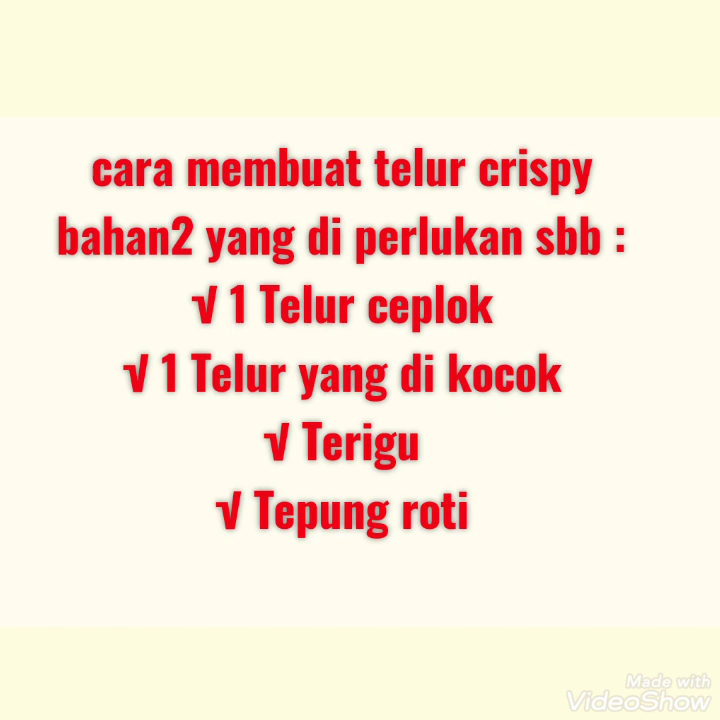 cara membuat telur crispy
bahan2 yang di perlukan sbb :
√ 1 Telur ceplok
√ 1 Telur yang di kocok
√ Terigu
√ Tepung roti
Made with
VideoShow